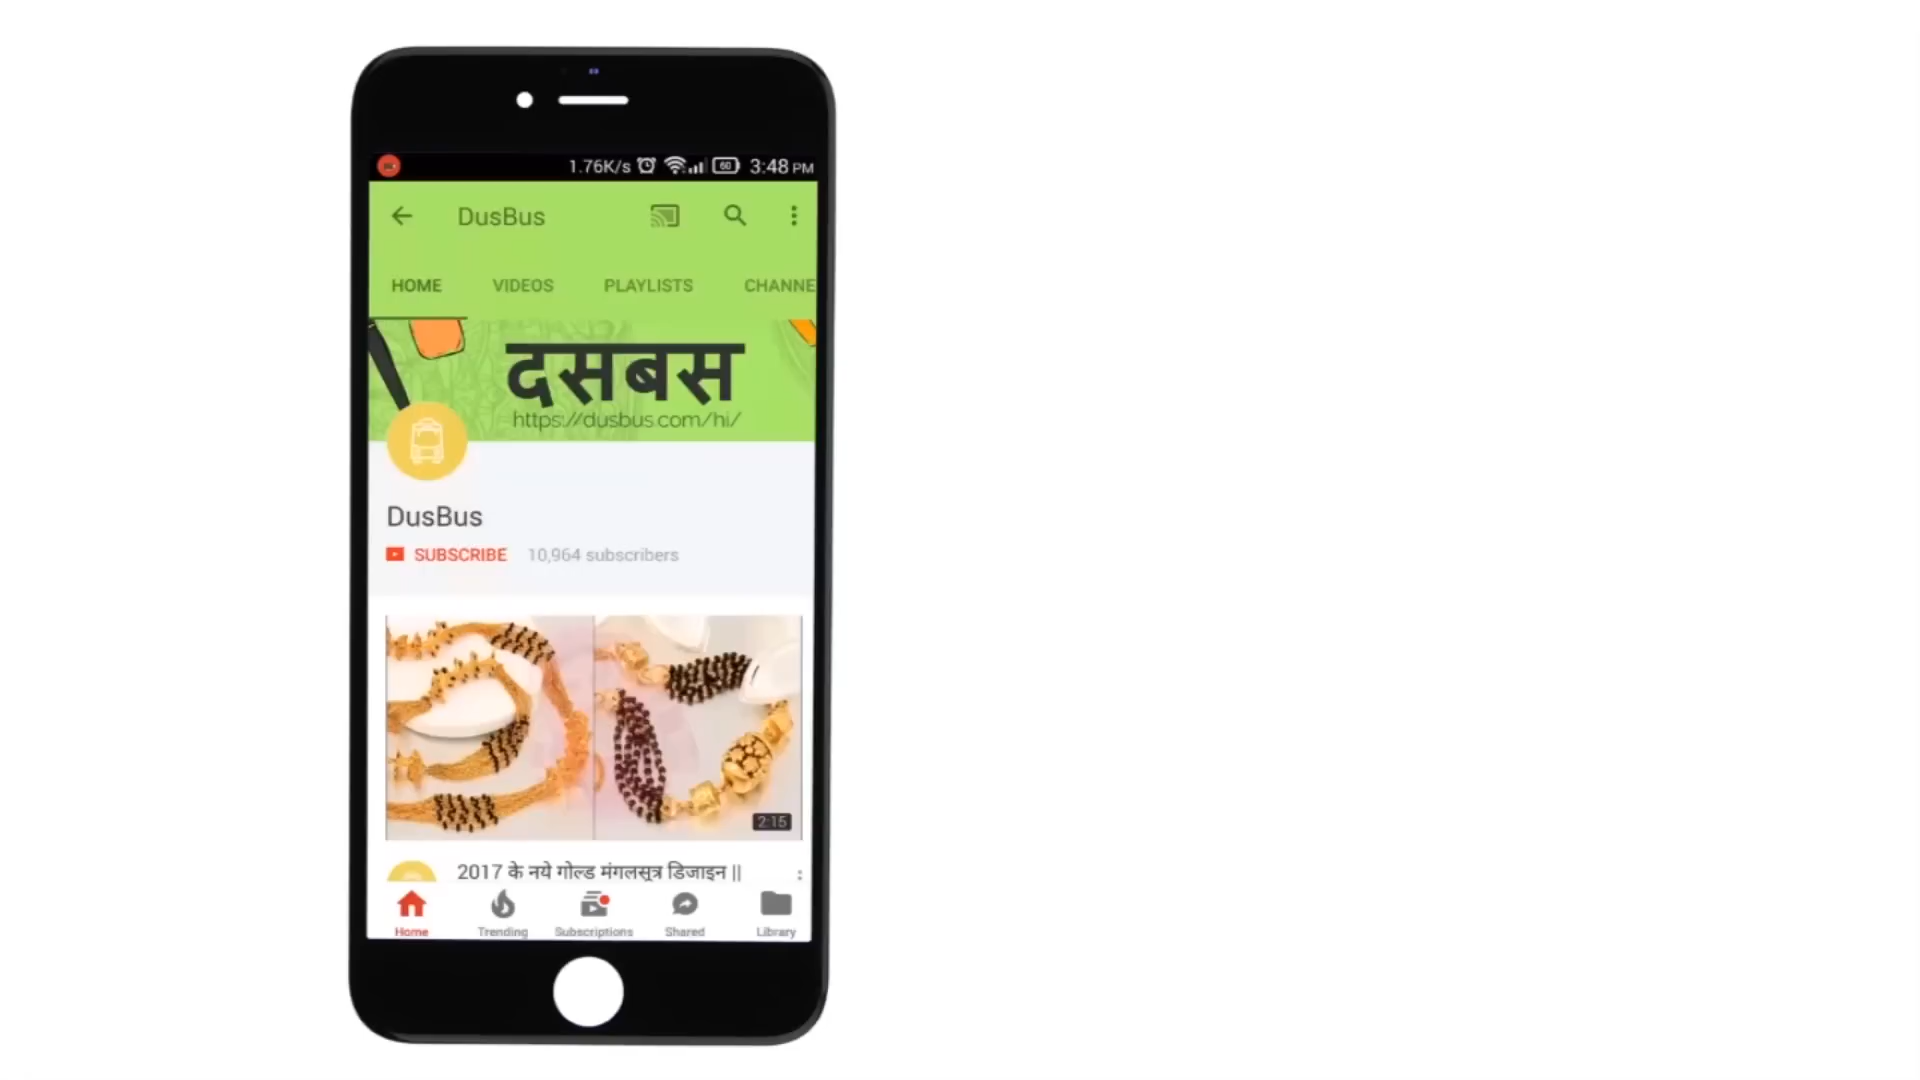 1.76K/s 60 3:48 PM
DusBus
HOME VIDEOS PLAYLISTS CHANNE
दसबस
https://dusbus.com/hi/
DusBus
SUBSCRIBE 10,964 subscribers
2:15
2017 के नये गोल्ड मंगलसूत्र डिजाइन ||
Home Trending Subscriptions Shared Library